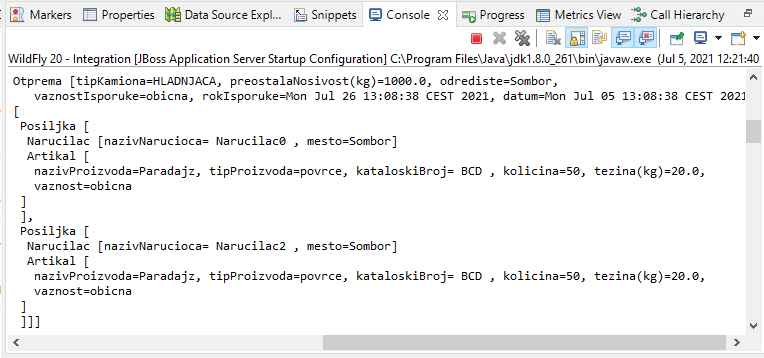 Markers Properties Data Source Expl... Snippets Console Progress Metrics View Call Hierarchy
WildFly 20 - Integration [JBoss Application Server Startup Configuration] C:\Program Files\Java\jdk1.8.0_261\bin\javaw.exe (Jul 5, 2021 12:21:40
Otprema [tipKamiona=HLADNJACA, preostalaNosivost(kg)=1000.0, odrediste=Sombor,
vaznostIsporuke=obicna, rokIsporuke=Mon Jul 26 13:08:38 CEST 2021, datum=Mon Jul 05 13:08:38 CEST 2021
[
Posiljka [
Narucilac [nazivNarucioca= Narucilac0 , mesto=Sombor]
Artikal [
nazivProizvoda=Paradajz, tipProizvoda=povrce, kataloskiBroj= BCD , kolicina=50, tezina(kg)=20.0,
vaznost=obicna
]
],
Posiljka [
Narucilac [nazivNarucioca= Narucilac2 , mesto=Sombor]
Artikal [
nazivProizvoda=Paradajz, tipProizvoda=povrce, kataloskiBroj= BCD , kolicina=50, tezina(kg)=20.0,
vaznost=obicna
]
]]]